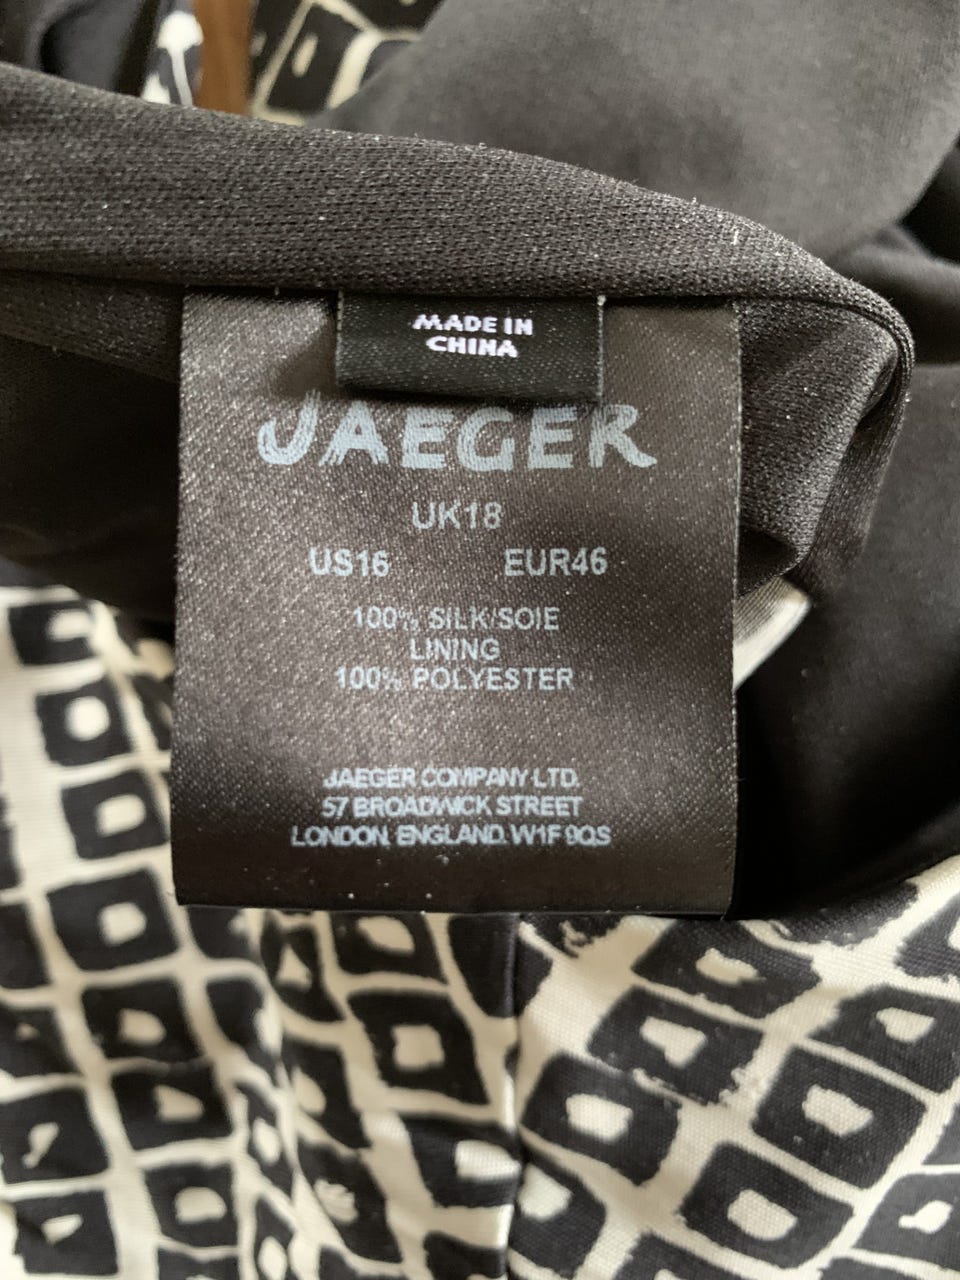 MADE IN
CHINA
JAEGER
UK18
US16 EUR46
100% SILK/SOIE
LINING
100% POLYESTER
JAEGER COMPANY LTD.
57 BROADWICK STREET
LONDON, ENGLAND. W1F 9QS